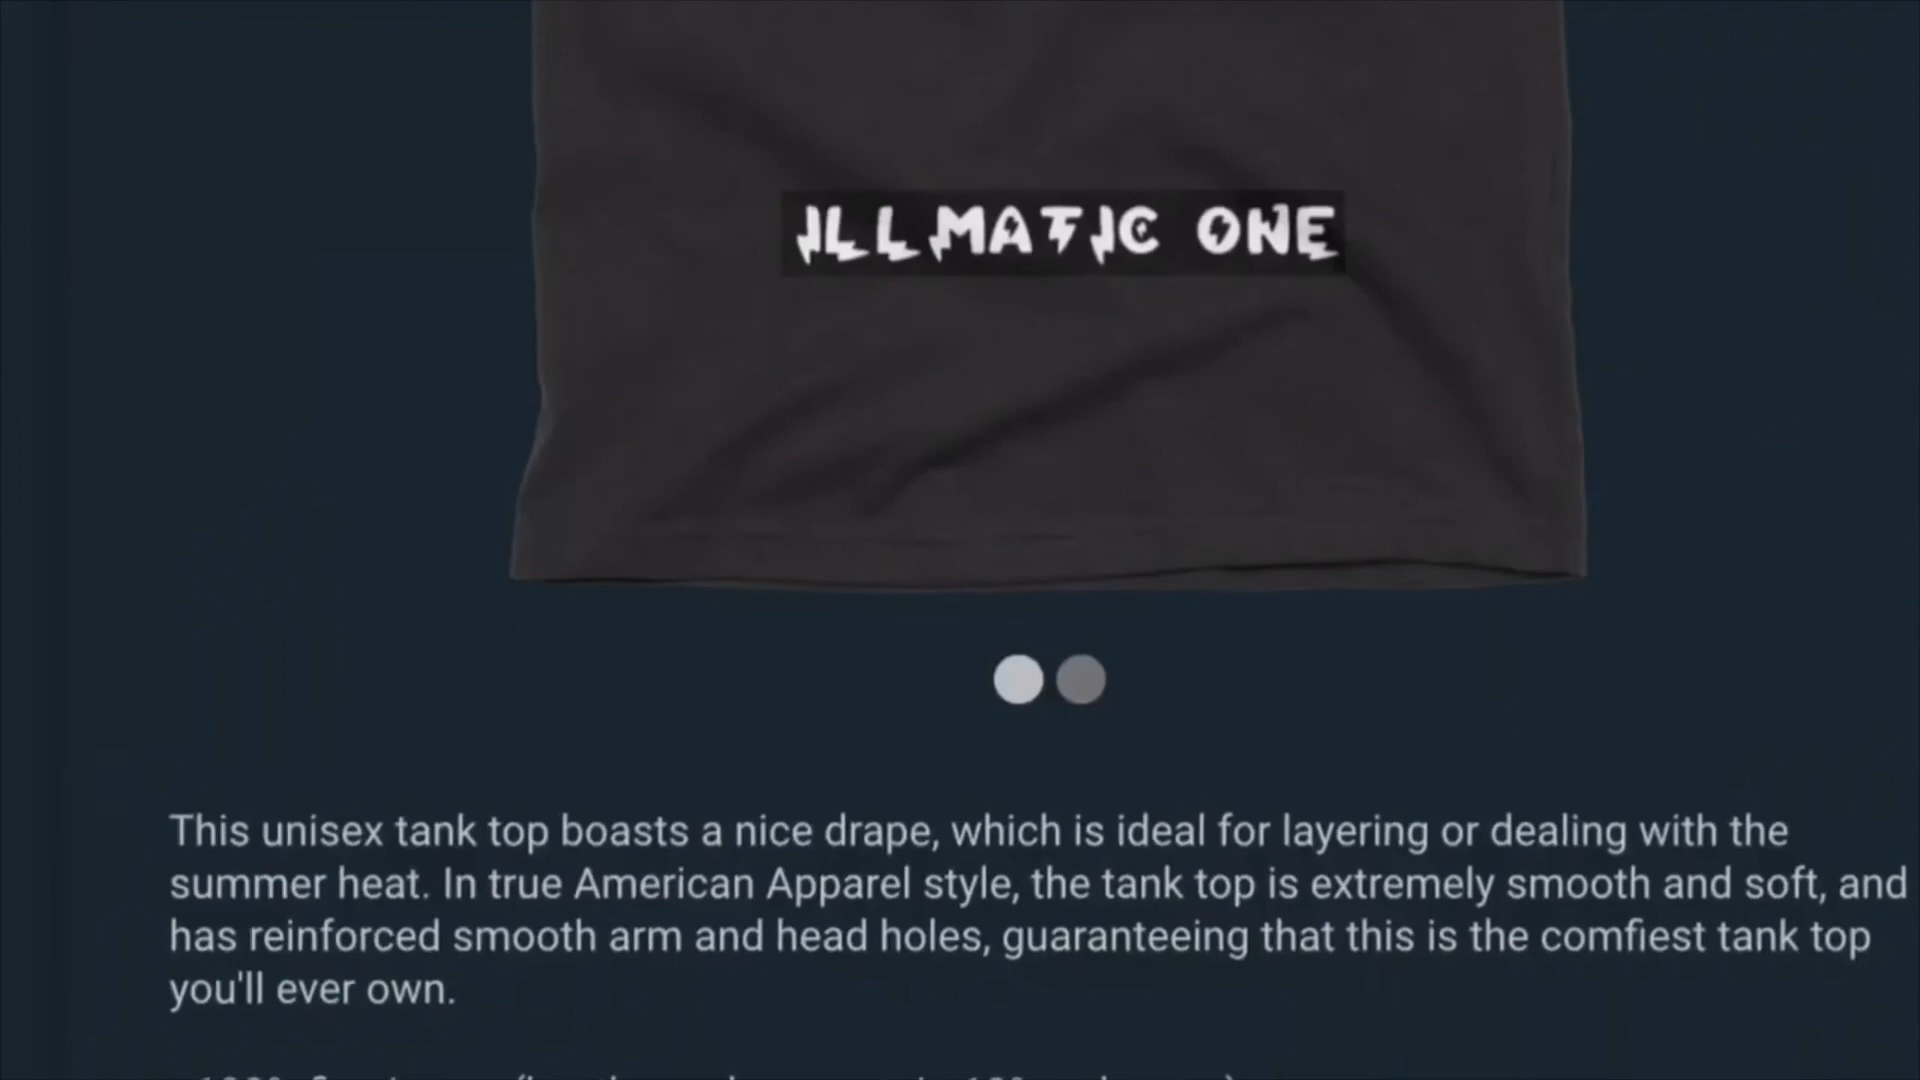 ILLMATIC ONE
This unisex tank top boasts a nice drape, which is ideal for layering or dealing with the
summer heat. In true American Apparel style, the tank top is extremely smooth and soft, and
has reinforced smooth arm and head holes, guaranteeing that this is the comfiest tank top
you'll ever own.